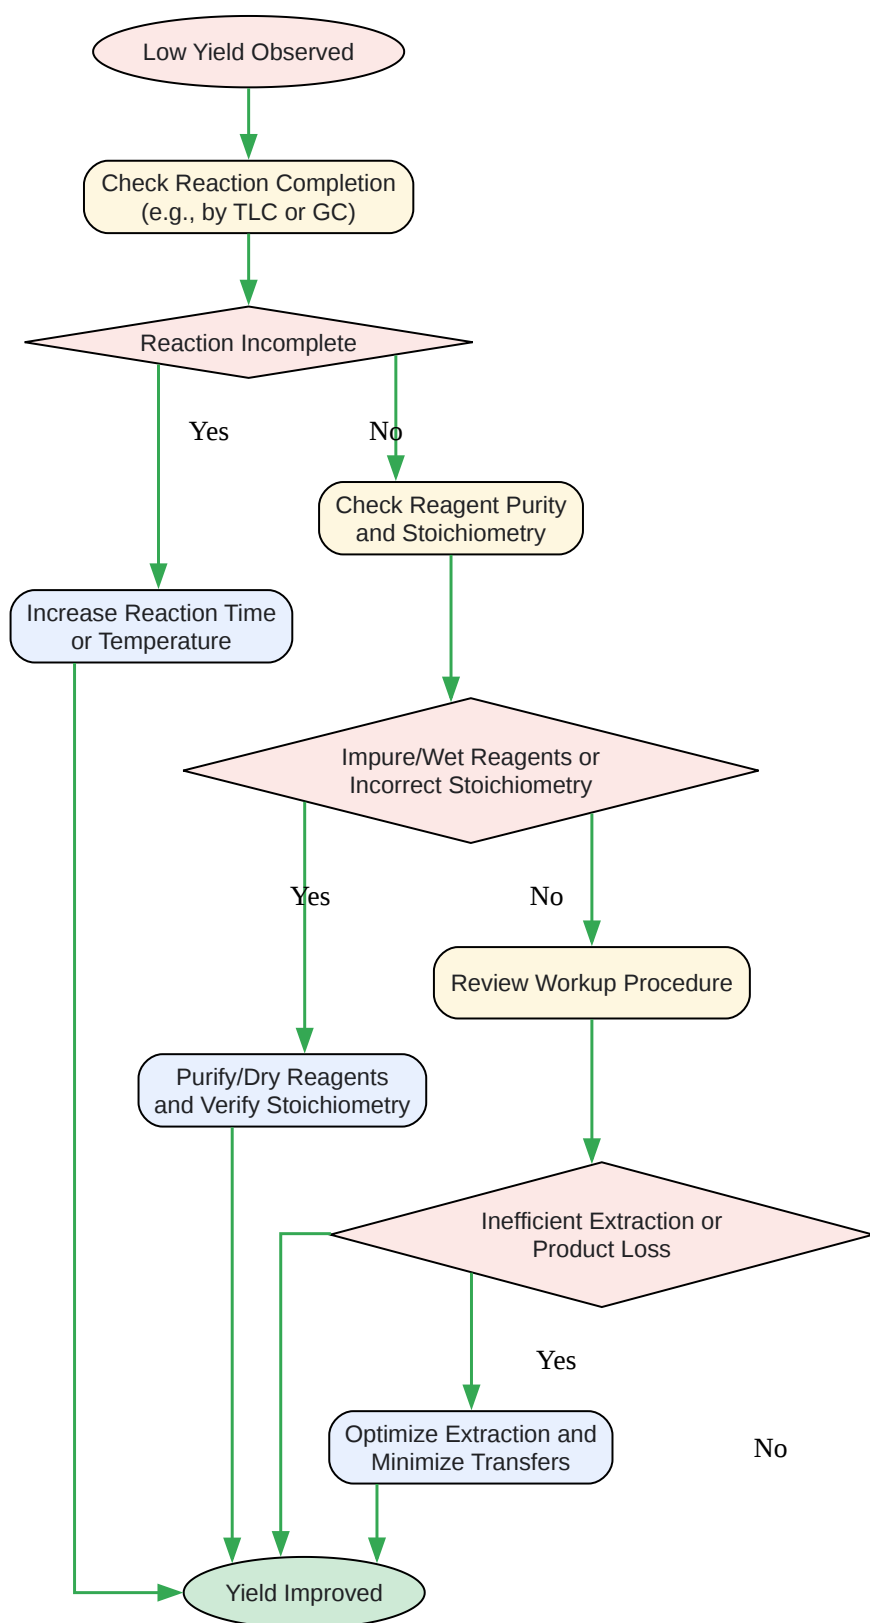 Low Yield Observed
Check Reaction Completion
(e.g., by TLC or GC)
Reaction Incomplete
Yes
No
Check Reagent Purity
and Stoichiometry
Increase Reaction Time
or Temperature
Impure/Wet Reagents or
Incorrect Stoichiometry
Yes
No
Review Workup Procedure
Purify/Dry Reagents
and Verify Stoichiometry
Inefficient Extraction or
Product Loss
Yes
Optimize Extraction and
Minimize Transfers
No
Yield Improved